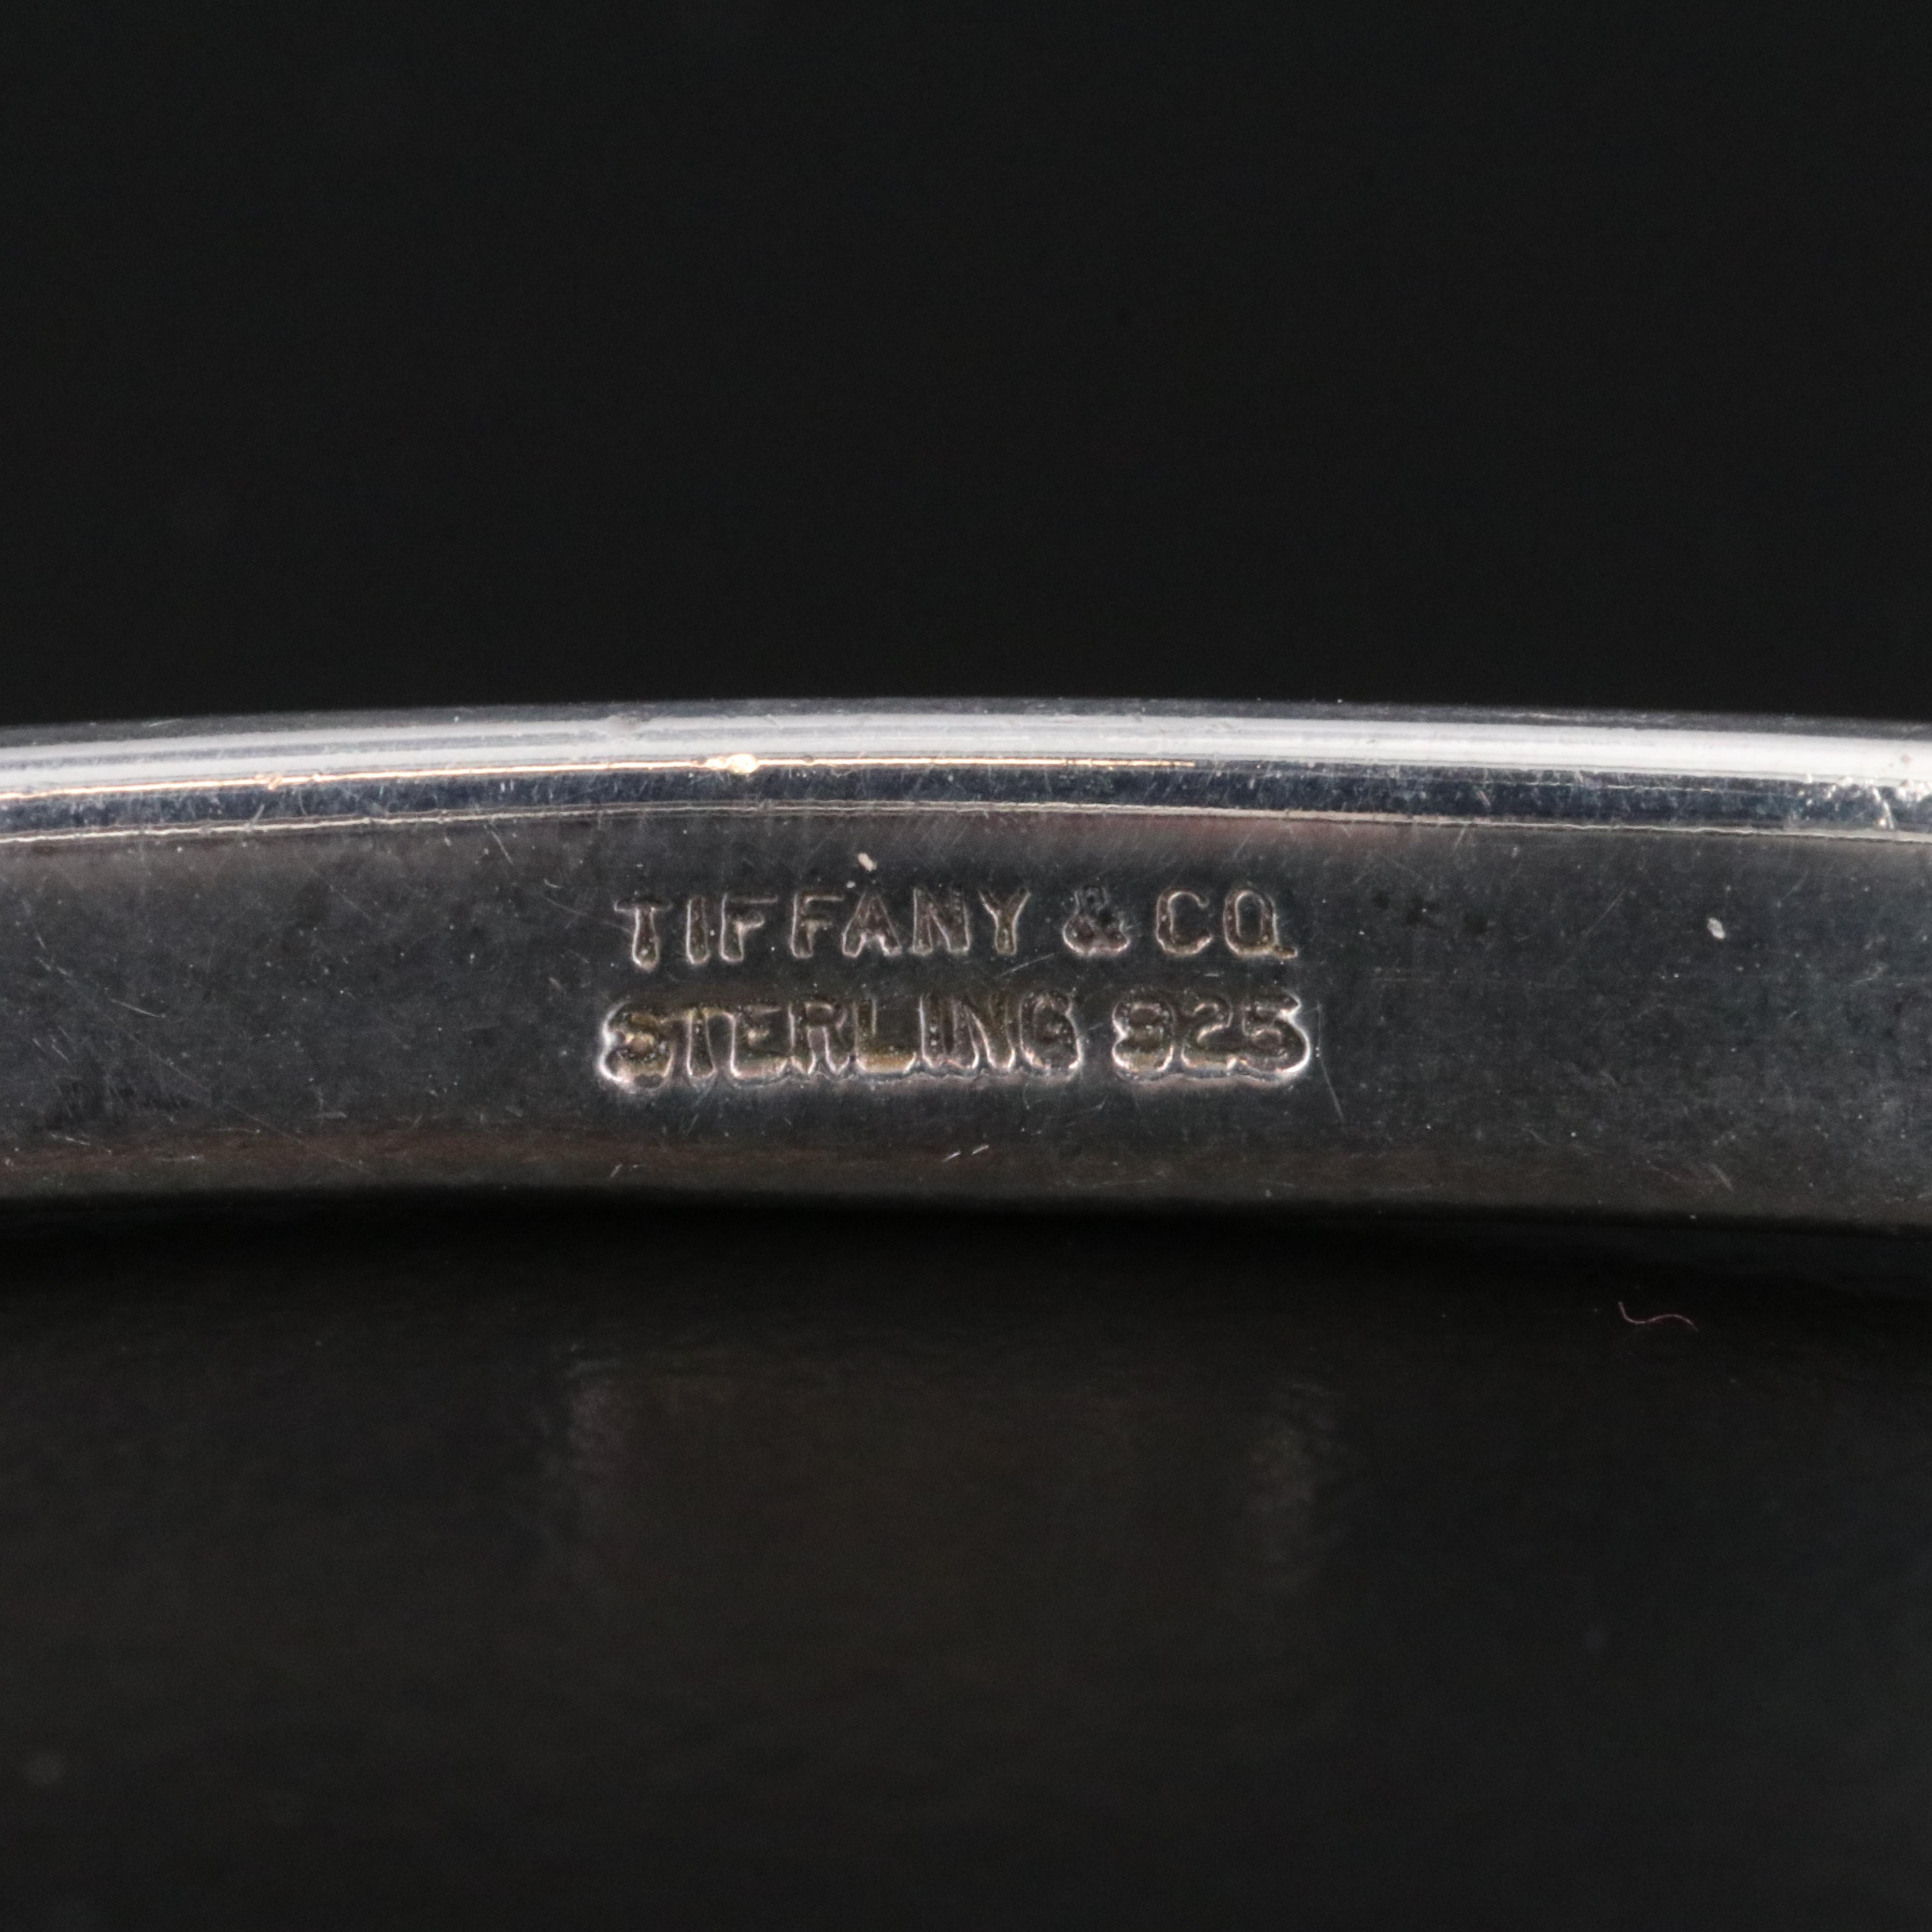 TIFFANY & CO.
STERLING 925